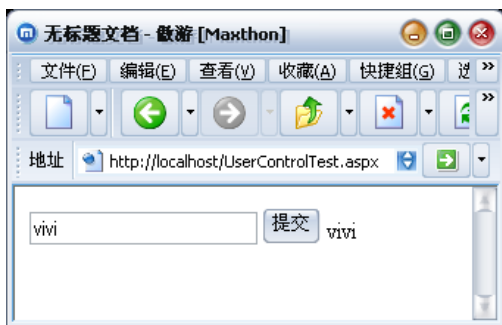 无标题文档 - 傲游 [Maxthon]
文件(F) 编辑(E) 查看(V) 收藏(A) 快捷组(G)
地址 http://localhost/UserControlTest.aspx
vivi 提交 vivi